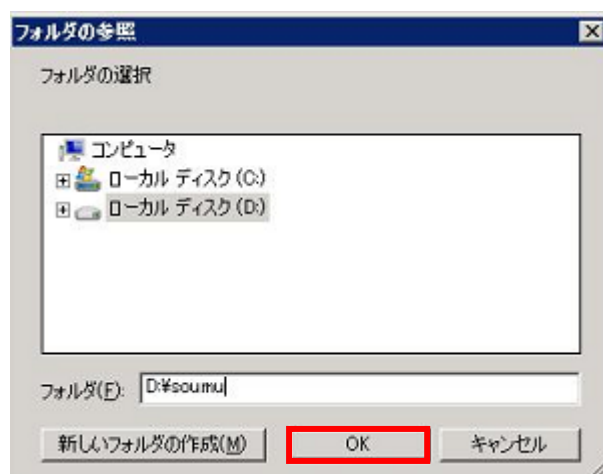 フォルダの参照
フォルダの選択
コンピュータ
ローカル ディスク (C:)
ローカル ディスク (D:)
フォルダ(F): D:¥soumu
新しいフォルダの作成(M) OK キャンセル